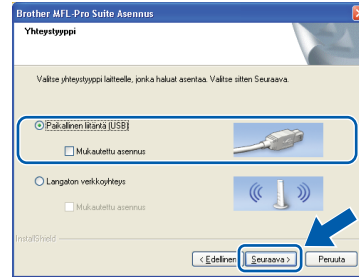 Brother MFL-Pro Suite Asennus
Yhteystyyppi
Valitse yhteystyyppi laitteelle, jonka haluat asentaa. Valitse sitten Seuraava.
Paikallinen liitäntä (USB)
Mukautettu asennus
Langaton verkkoyhteys
Mukautettu asennus
InstallShield
< Edellinen Seuraava > Peruuta